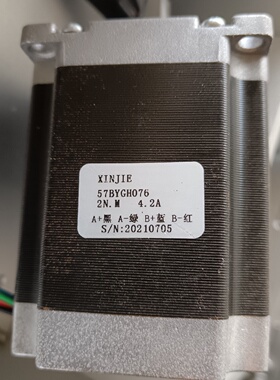 XINJIE
57BYGH076
2N.M 4.2A
A+黑 A-绿 B+蓝 B-红
S/N:20210705